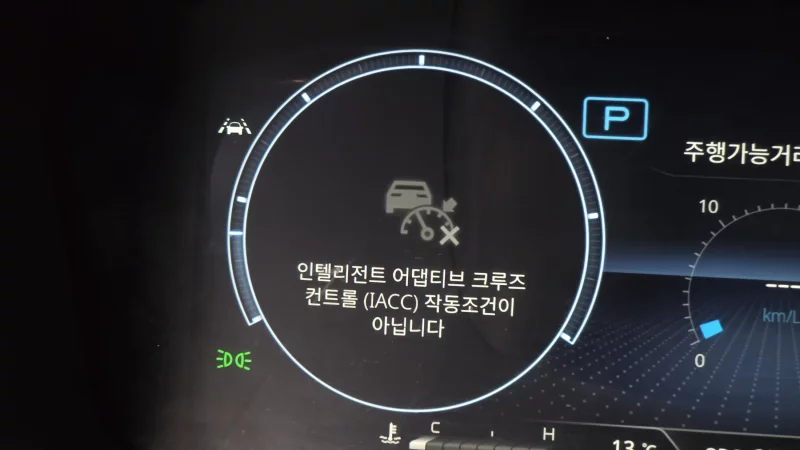 P
주행가능거리
10
인텔리전트 어댑티브 크루즈
컨트롤 (IACC) 작동조건이
아닙니다
km/L
0
C
H
13 °C